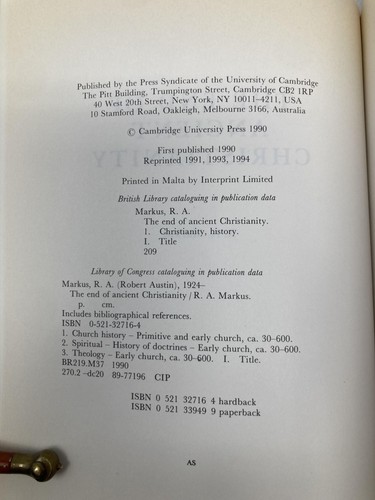 Published by the Press Syndicate of the University of Cambridge
The Pitt Building, Trumpington Street, Cambridge CB2 1RP
40 West 20th Street, New York, NY 10011–4211, USA
10 Stamford Road, Oakleigh, Melbourne 3166, Australia
© Cambridge University Press 1990
First published 1990
Reprinted 1991, 1993, 1994
Printed in Malta by Interprint Limited
British Library cataloguing in publication data
Markus, R. A.
The end of ancient Christianity.
1. Christianity, history.
I. Title
209
Library of Congress cataloguing in publication data
Markus, R. A. (Robert Austin), 1924–
The end of ancient Christianity / R. A. Markus.
p. cm.
Includes bibliographical references.
ISBN 0-521-32716-4
1. Church history – Primitive and early church, ca. 30–600.
2. Spiritual – History of doctrines – Early church, ca. 30–600.
3. Theology – Early church, ca. 30–600. I. Title.
BR219.M37 1990
270.2 –dc20 89-77196 CIP
ISBN 0 521 32716 4 hardback
ISBN 0 521 33949 9 paperback
AS